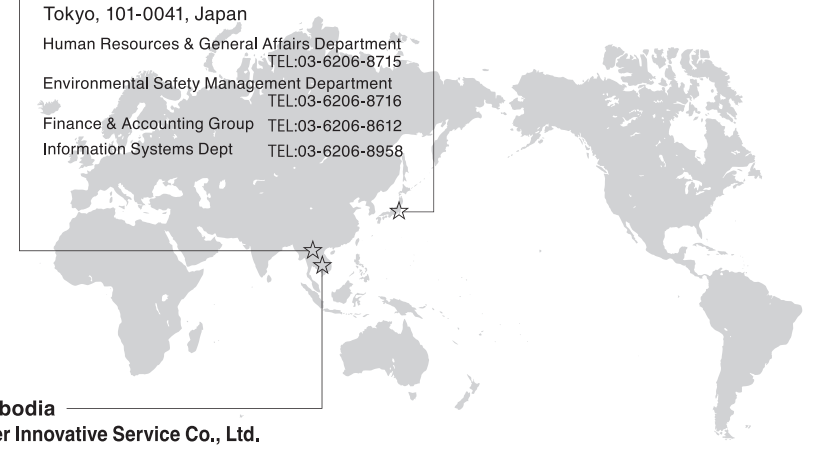 Tokyo, 101-0041, Japan
Human Resources & General Affairs Department
TEL:03-6206-8715
Environmental Safety Management Department
TEL:03-6206-8716
Finance & Accounting Group TEL:03-6206-8612
Information Systems Dept TEL:03-6206-8958
Innovative Service Co., Ltd.